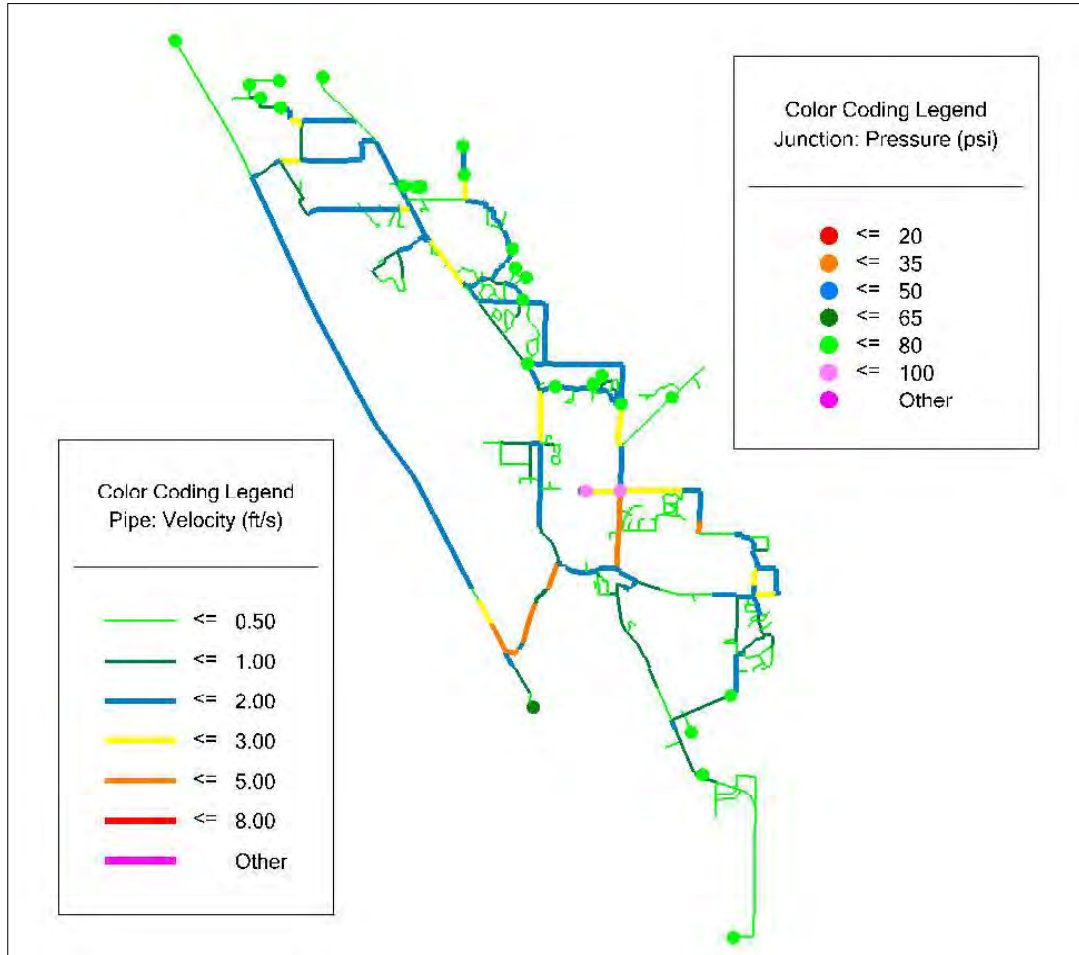 Color Coding Legend
Junction: Pressure (psi)
<= 20
<= 35
<= 50
<= 65
<= 80
<= 100
Other
Color Coding Legend
Pipe: Velocity (ft/s)
<= 0.50
<= 1.00
<= 2.00
<= 3.00
<= 5.00
<= 8.00
Other